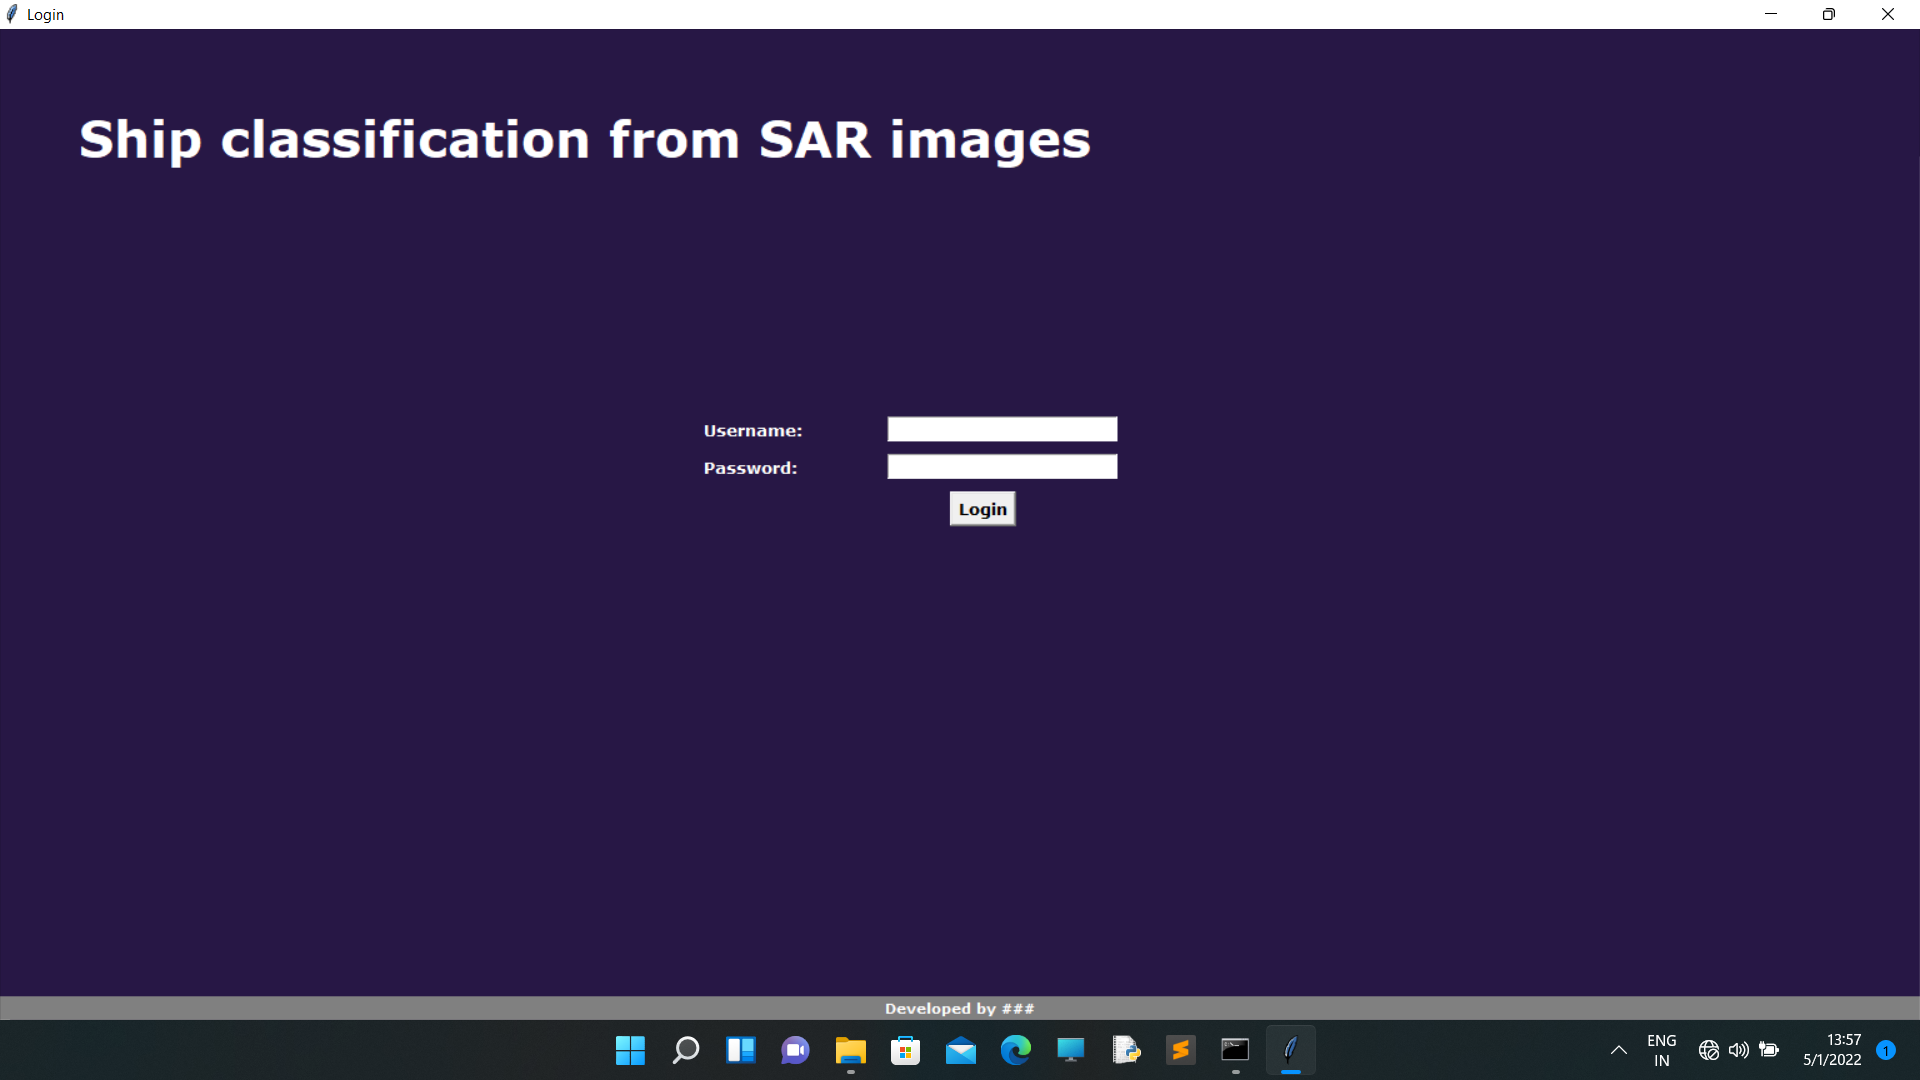 Login
Ship classification from SAR images
Username:
Password:
Login
Developed by ###
ENG
IN
13:57
5/1/2022
1